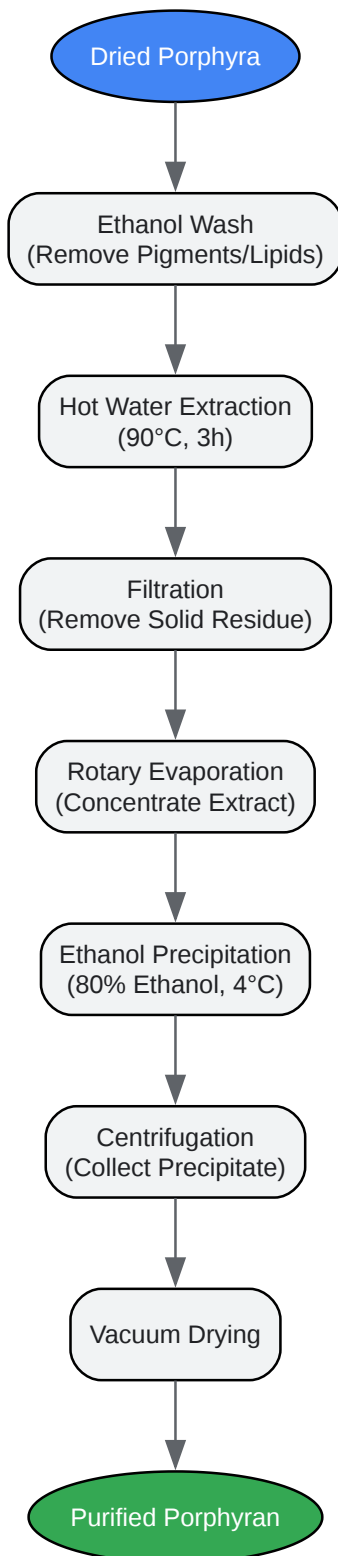 Dried Porphyra
Ethanol Wash
(Remove Pigments/Lipids)
Hot Water Extraction
(90°C, 3h)
Filtration
(Remove Solid Residue)
Rotary Evaporation
(Concentrate Extract)
Ethanol Precipitation
(80% Ethanol, 4°C)
Centrifugation
(Collect Precipitate)
Vacuum Drying
Purified Porphyran